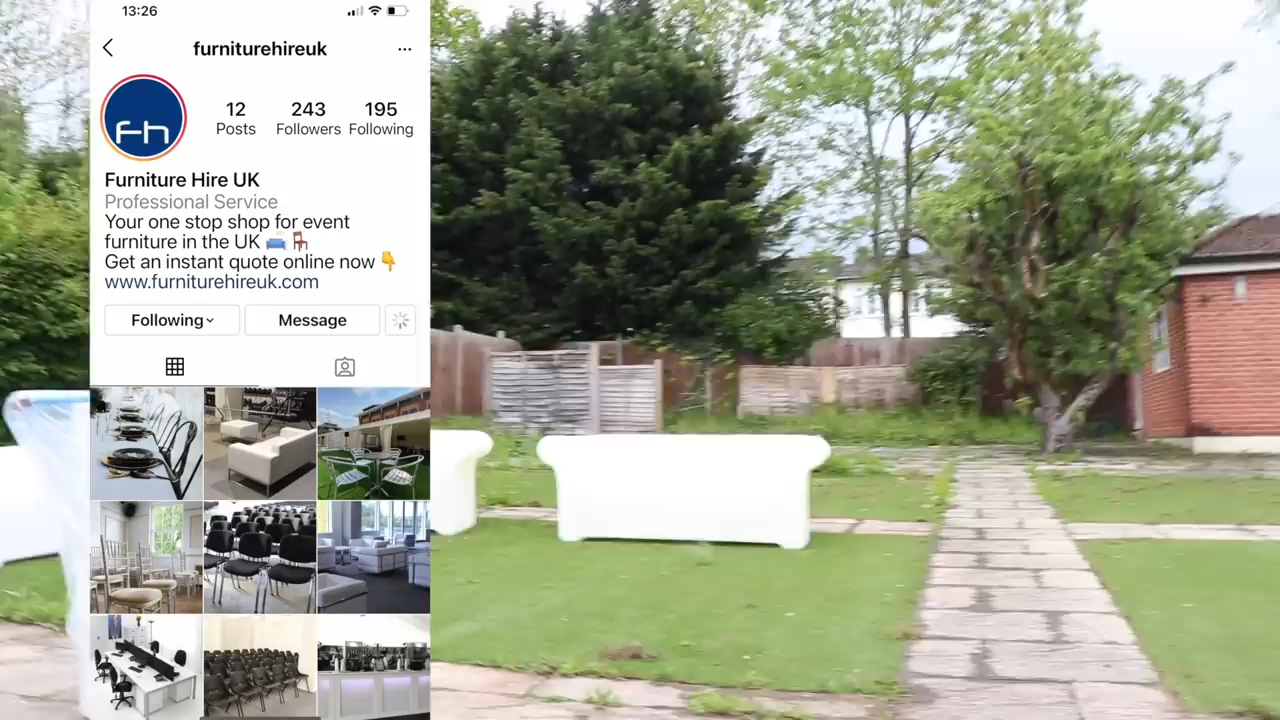 13:26
furniturehireuk
12 243 195
Posts Followers Following
fh
Furniture Hire UK
Professional Service
Your one stop shop for event
furniture in the UK 🛋️🪑
Get an instant quote online now 👇
www.furniturehireuk.com
Following Message